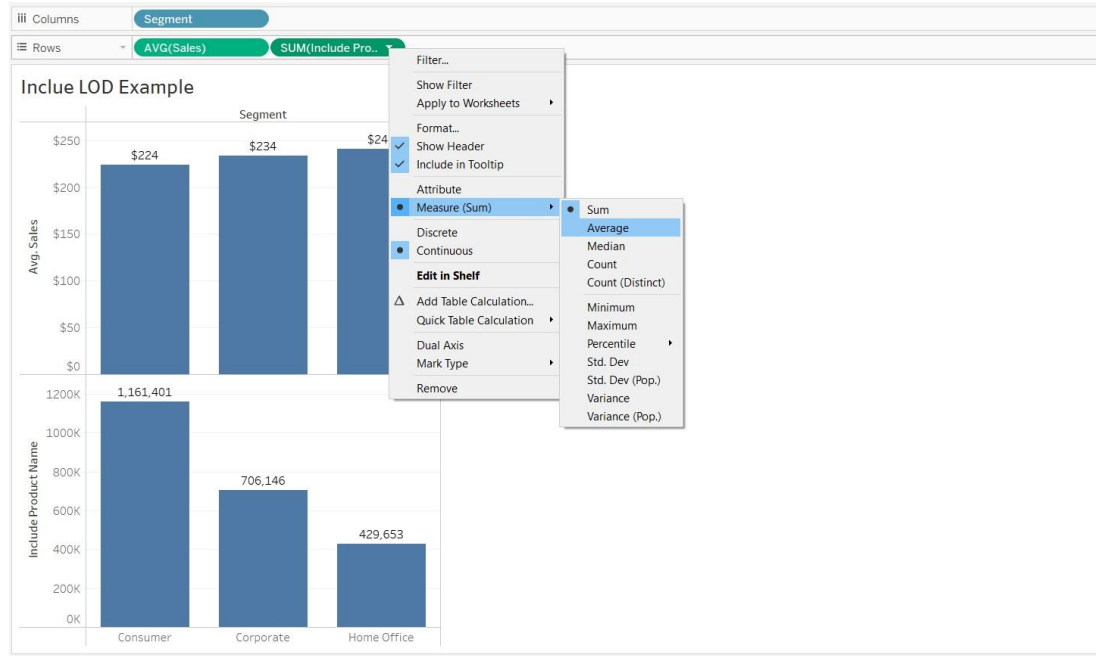 Columns
Segment
Rows
AVG(Sales)
SUM(Include Pro..
Inclue LOD Example
Segment
Avg. Sales
$250
$200
$150
$100
$50
$0
$224
$234
$24
Include Product Name
1200K
1000K
800K
600K
400K
200K
0K
1,161,401
706,146
429,653
Consumer
Corporate
Home Office
Filter...
Show Filter
Apply to Worksheets
Format...
Show Header
Include in Tooltip
Attribute
Measure (Sum)
Discrete
Continuous
Edit in Shelf
Add Table Calculation...
Quick Table Calculation
Dual Axis
Mark Type
Remove
Sum
Average
Median
Count
Count (Distinct)
Minimum
Maximum
Percentile
Std. Dev
Std. Dev (Pop.)
Variance
Variance (Pop.)